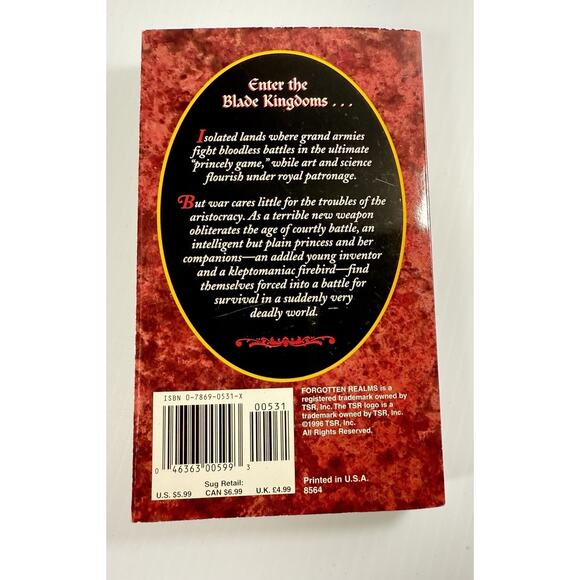 Enter the
Blade Kingdoms . . .
Isolated lands where grand armies
fight bloodless battles in the ultimate
"princely game," while art and science
flourish under royal patronage.
But war cares little for the troubles of the
aristocracy. As a terrible new weapon
obliterates the age of courtly battle, an
intelligent but plain princess and her
companions—an addled young inventor
and a kleptomaniac firebird—find
themselves forced into a battle for
survival in a suddenly very
deadly world.
ISBN 0-7869-0531-X
00531
0 46363 00599 3
Sug Retail:
U.S. $5.99 CAN $6.99 U.K. £4.99
FORGOTTEN REALMS is a
registered trademark owned by
TSR, Inc. The TSR logo is a
trademark owned by TSR, Inc.
©1996 TSR, Inc.
All Rights Reserved.
Printed in U.S.A.
8564